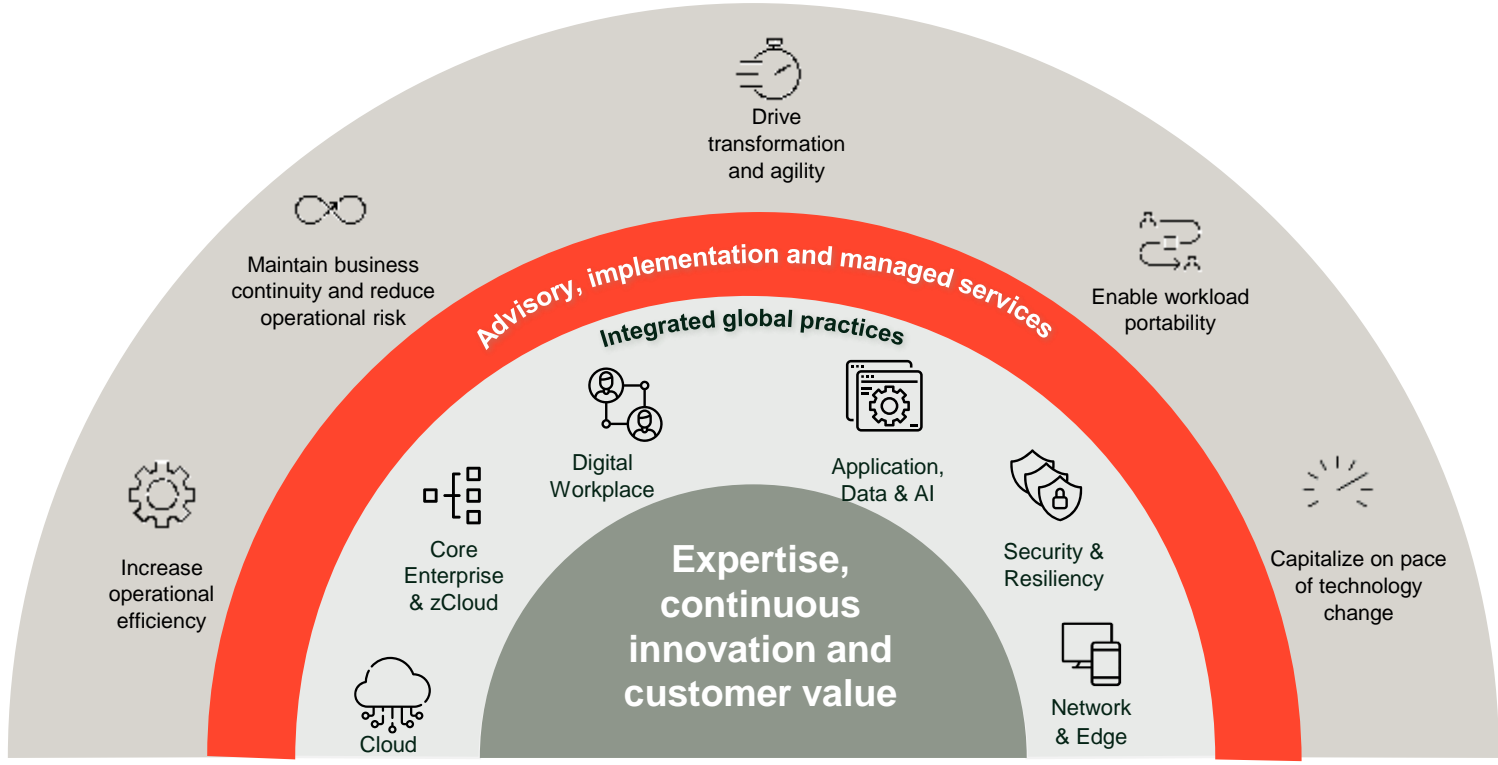 Drive
transformation
and agility
Maintain business
continuity and reduce
operational risk
Enable workload
portability
Increase
operational
efficiency
Capitalize on pace
of technology
change
Advisory, implementation and managed services
Integrated global practices
Digital
Workplace
Application,
Data & AI
Core
Enterprise
& zCloud
Security &
Resiliency
Cloud
Network
& Edge
Expertise,
continuous
innovation and
customer value